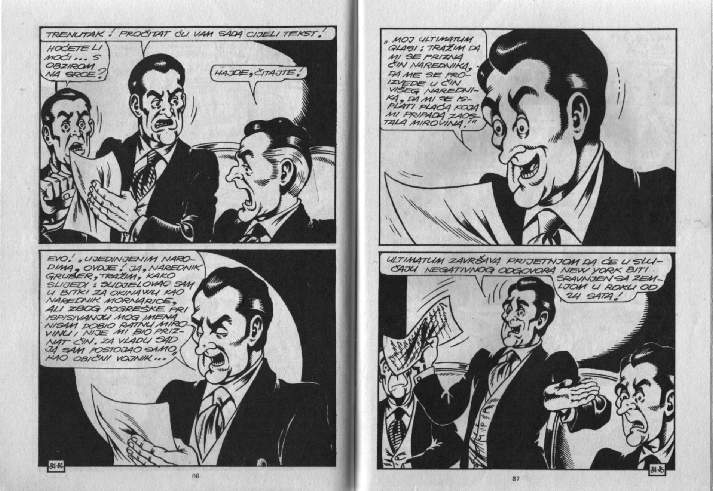 TRENUTAK! PROČITAT ĆU VAM SADA CIJELI TEKST!
HOĆETE LI
MOĆI... S
OBZIROM
NA SRCE?
HAJDE, ČITAJTE!
EVO! „UJEDINJENIM NARO-
DIMA, OVDJE! JA, NAREDNIK
GRUBER, TRAŽIM, KAKO
SLIJEDI: SUDJELOVAO SAM
U BITKI ZA OKINAWU KAO
NAREDNIK MORNARICE,
ALI ZBOG POGREŠKE PRI
ISPISIVANJU MOG IMENA
NISAM DOBIO RATNU MIRO-
VINU! NIJE MI BIO PRIZ-
NAT ČIN. ZA VLADU SAD
JA SAM POSTOJAO SAMO,
KAO OBIČNI VOJNIK...
86
„MOJ ULTIMATUM
GLASI: TRAŽIM DA
MI SE PRIZNA
ČIN NAREDNIKA,
DA ME SE PRO-
IZVEDE U ČIN
VIŠEG NAREDNI-
KA, DA MI SE IS-
PLATI PLAĆA KOJA
MI PRIPADA ZAOS-
TALA MIROVINA!"
ULTIMATUM ZAVRŠAVA PRIJETNJOM DA ĆE U SLU-
ČAJU NEGATIVNOG ODGOVORA NEW YORK BITI
SRAVNJEN SA ZEM-
LJOM U ROKU OD
24 SATA!
87